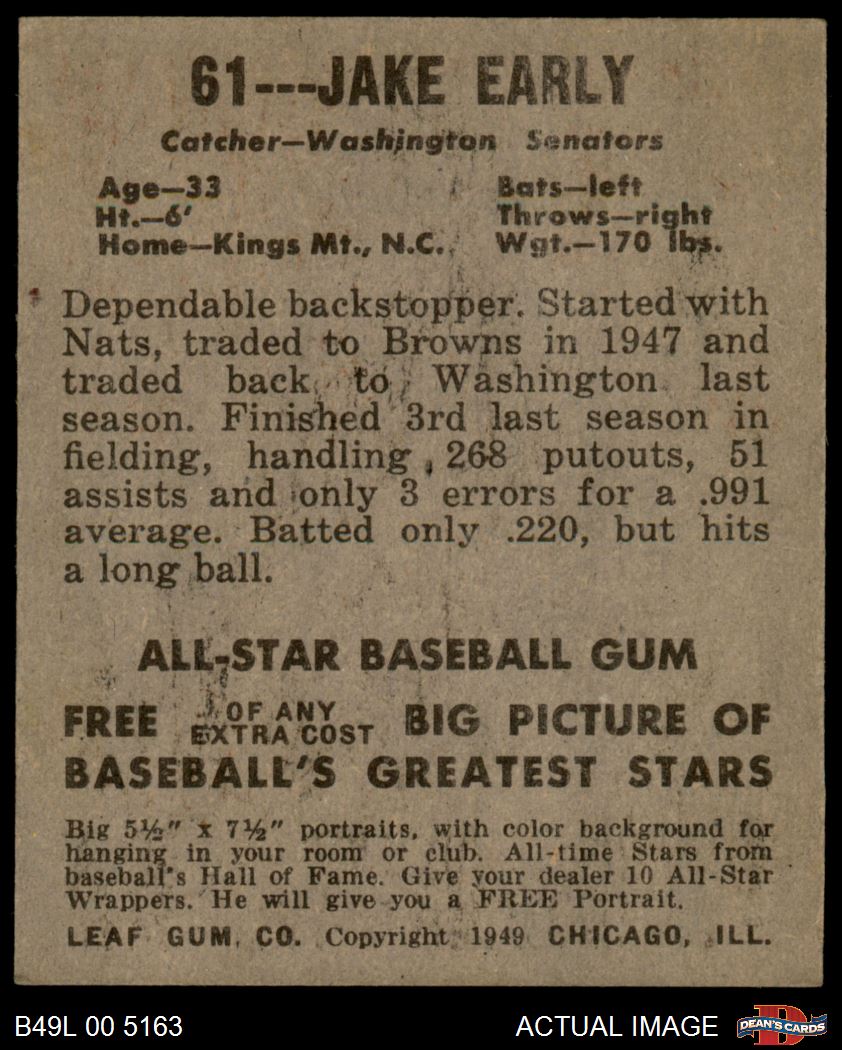 61---JAKE EARLY
Catcher—Washington Senators
Age—33 Bats—left
Ht.—6' Throws—right
Home—Kings Mt., N.C. Wgt.—170 lbs.
Dependable backstopper. Started with
Nats, traded to Browns in 1947 and
traded back to Washington last
season. Finished 3rd last season in
fielding, handling 268 putouts, 51
assists and only 3 errors for a .991
average. Batted only .220, but hits
a long ball.
ALL-STAR BASEBALL GUM
FREE OF ANY EXTRA COST BIG PICTURE OF
BASEBALL'S GREATEST STARS
Big 5½" x 7½" portraits, with color background for
hanging in your room or club. All-time Stars from
baseball's Hall of Fame. Give your dealer 10 All-Star
Wrappers. He will give you a FREE Portrait.
LEAF GUM CO. Copyright 1949 CHICAGO, ILL.
B49L 00 5163 ACTUAL IMAGE D DEAN'S CARDS